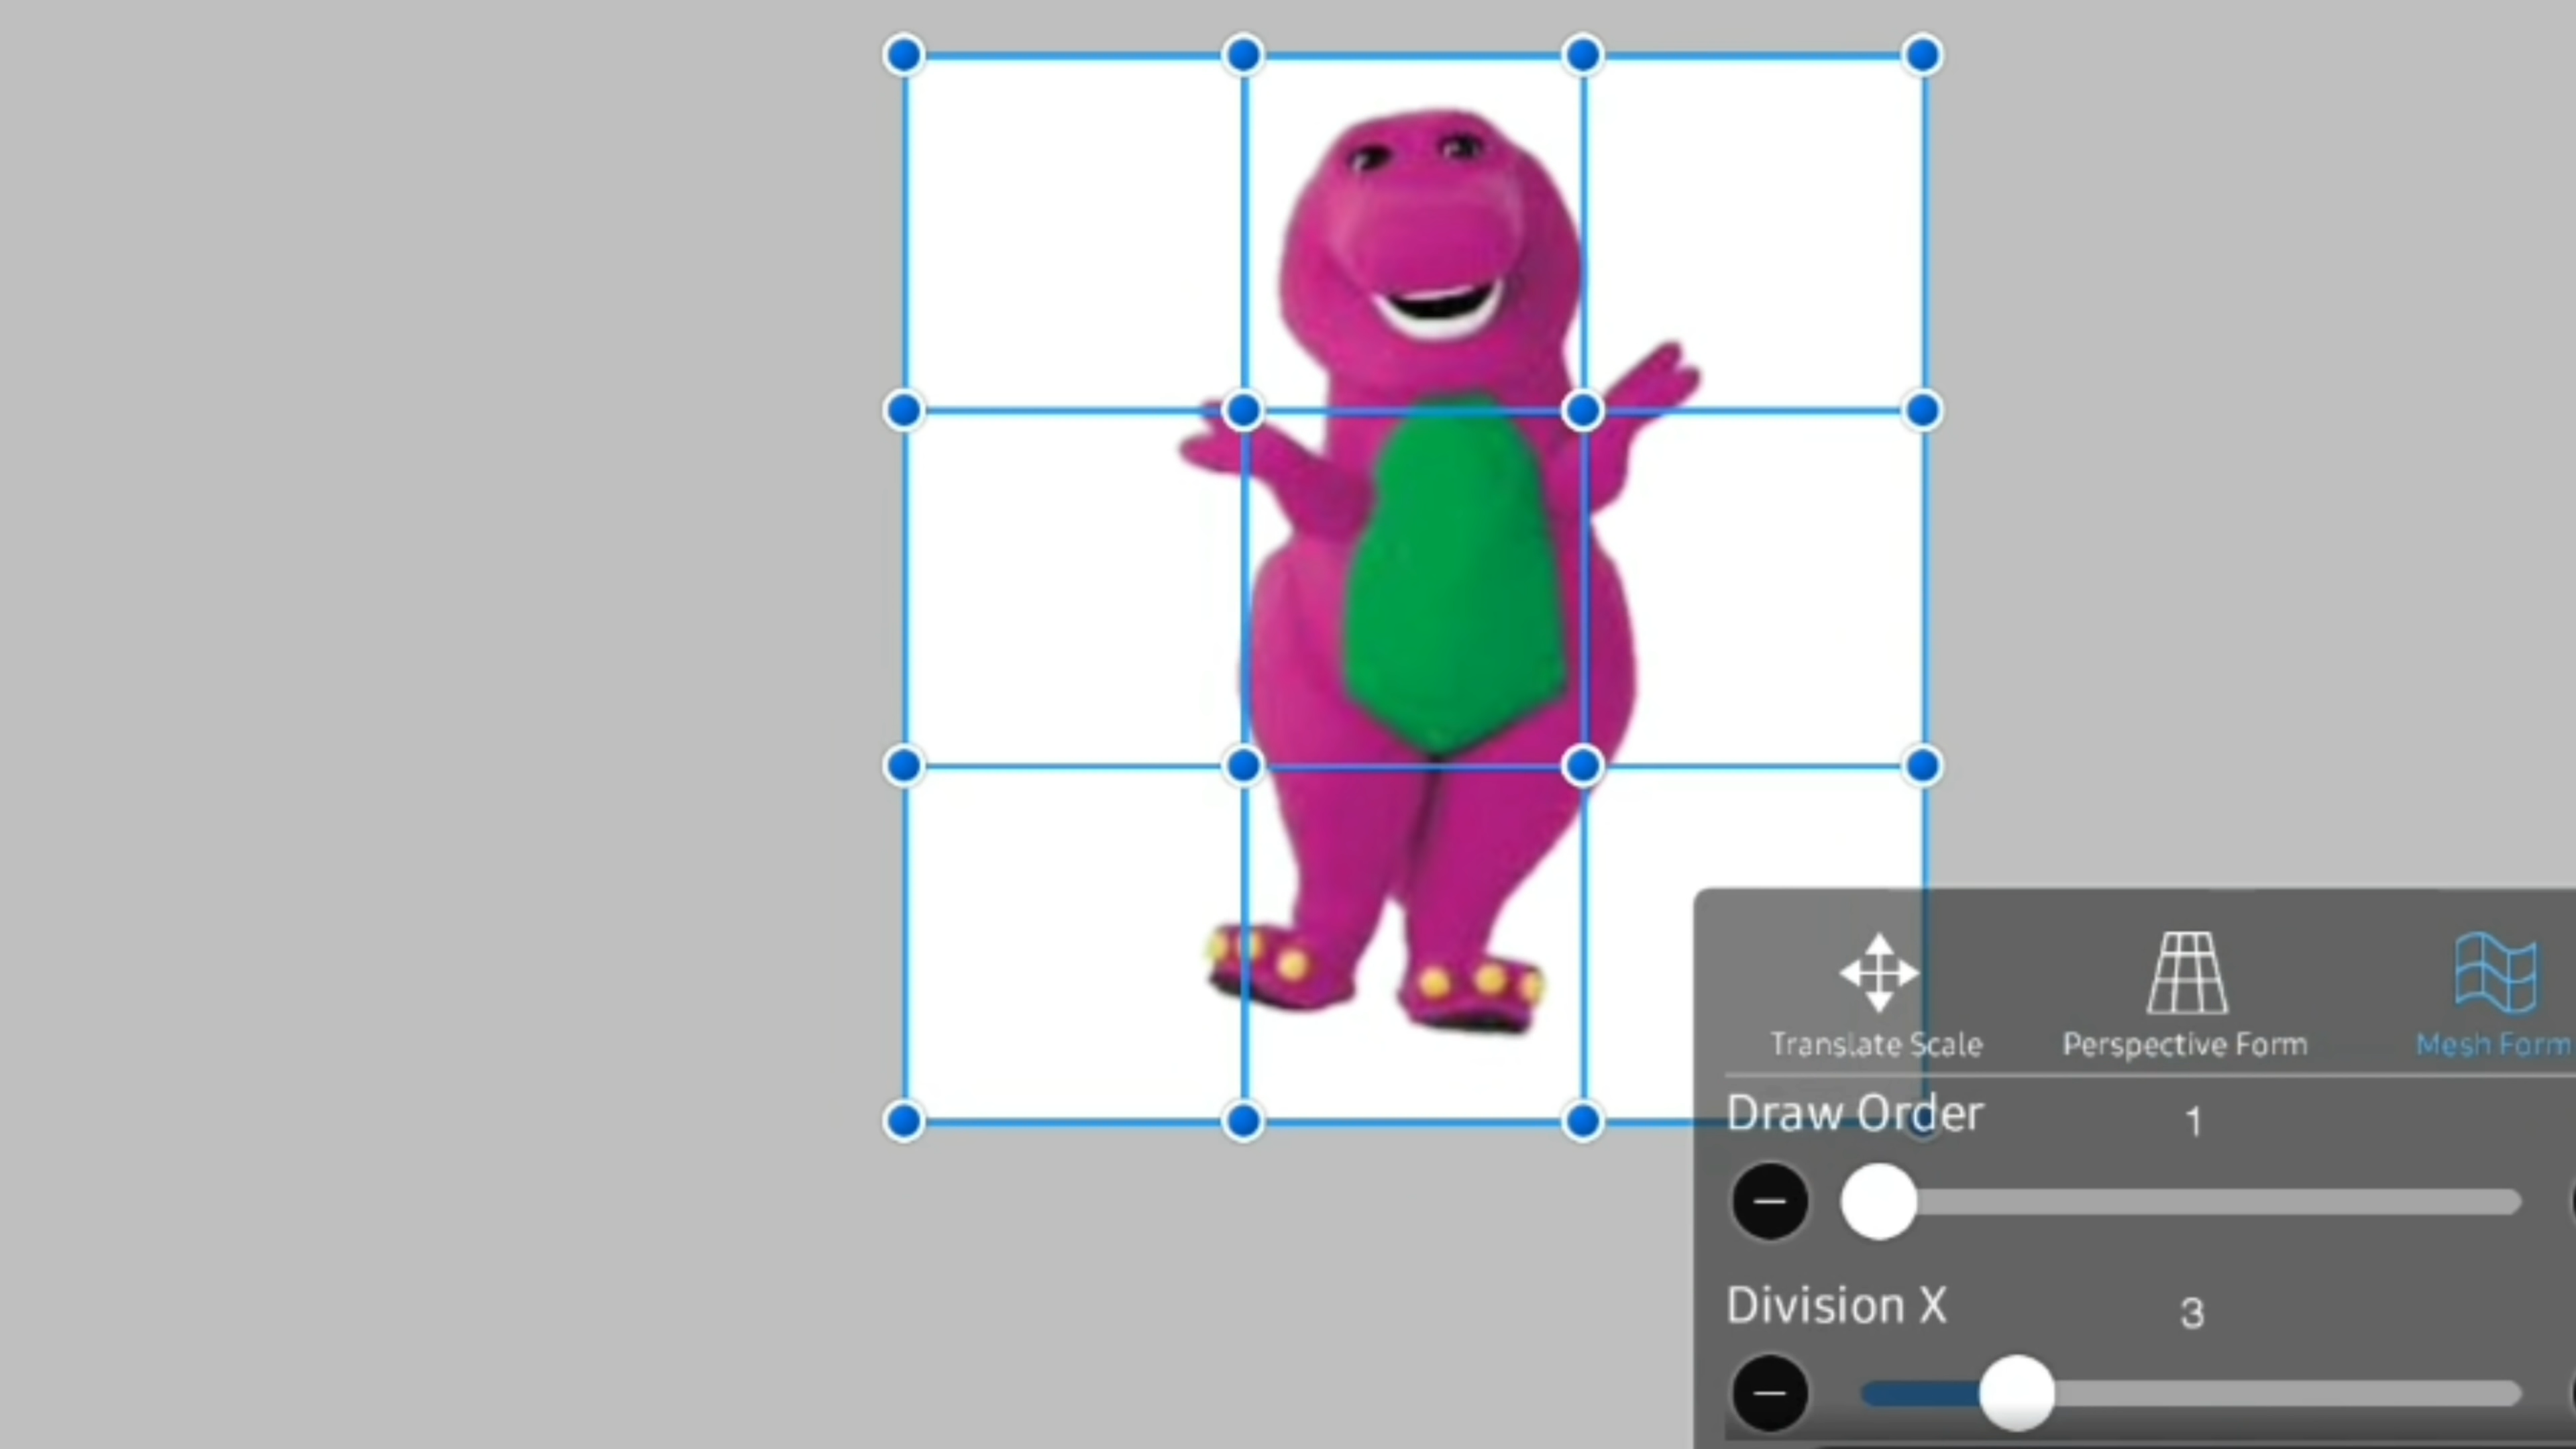 Translate Scale
Perspective Form
Mesh Form
Draw Order
1
Division X
3